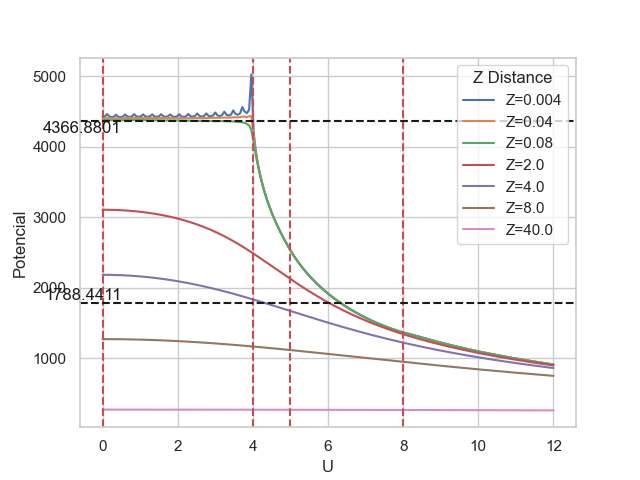 5000
4366.8801
4000
3000
2000
1788.4411
1000
0
2
4
6
8
10
12
U
Potencial
Z Distance
Z=0.004
Z=0.04
Z=0.08
Z=2.0
Z=4.0
Z=8.0
Z=40.0